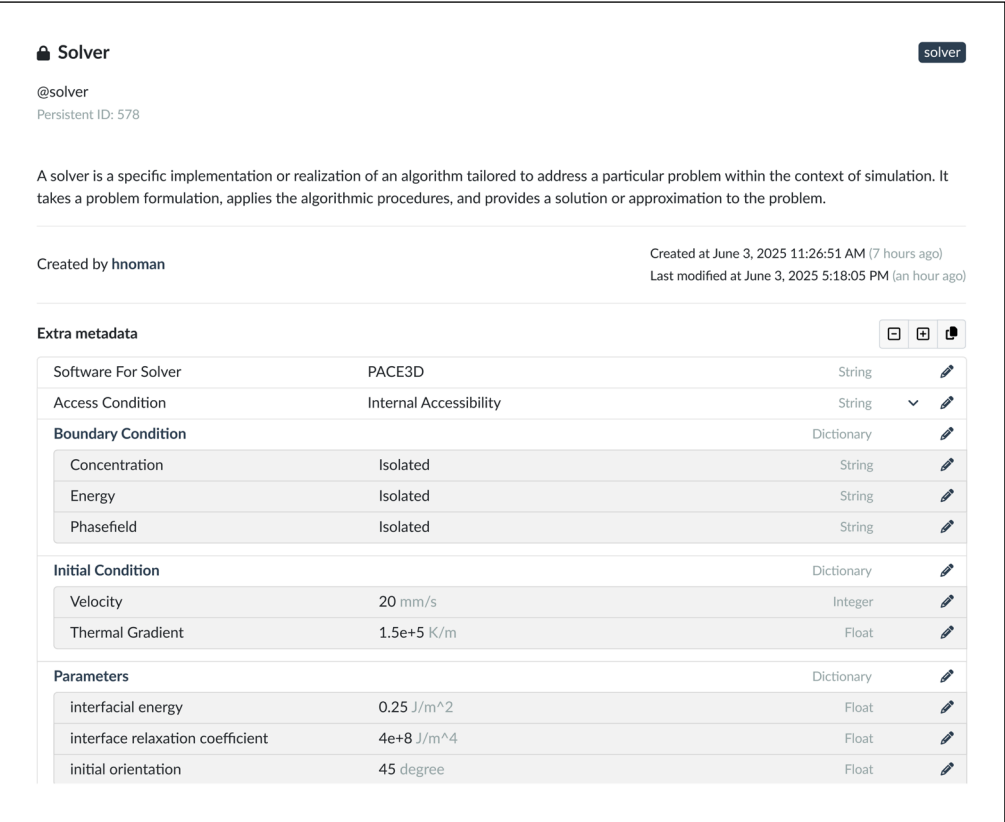 Solver
solver
@solver
Persistent ID: 578
A solver is a specific implementation or realization of an algorithm tailored to address a particular problem within the context of simulation. It
takes a problem formulation, applies the algorithmic procedures, and provides a solution or approximation to the problem.
Created by hnoman
Created at June 3, 2025 11:26:51 AM (7 hours ago)
Last modified at June 3, 2025 5:18:05 PM (an hour ago)
Extra metadata
Software For Solver PACE3D String
Access Condition Internal Accessibility String
Boundary Condition Dictionary
Concentration Isolated String
Energy Isolated String
Phasefield Isolated String
Initial Condition Dictionary
Velocity 20 mm/s Integer
Thermal Gradient 1.5e+5 K/m Float
Parameters Dictionary
interfacial energy 0.25 J/m^2 Float
interface relaxation coefficient 4e+8 J/m^4 Float
initial orientation 45 degree Float